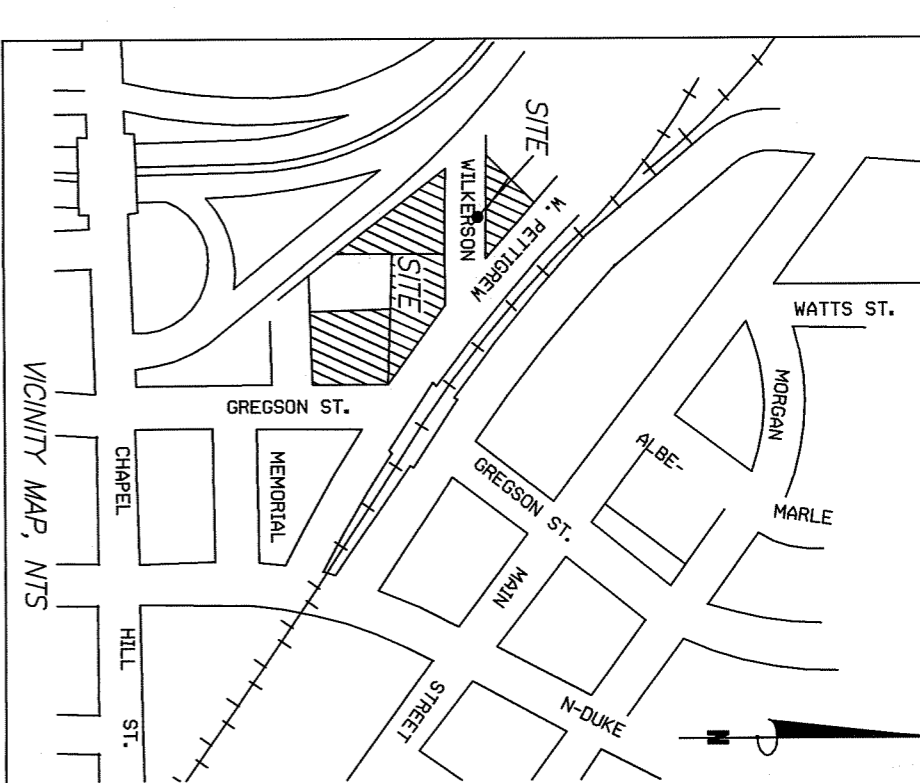 SITE
WILKERSON
W. PETTIGREW
SITE
WATTS ST.
MORGAN
GREGSON ST.
ALBE-
MARLE
CHAPEL
MEMORIAL
GREGSON ST.
VICINITY MAP, NTS
MAIN
HILL
ST.
STREET
N-DUKE
N